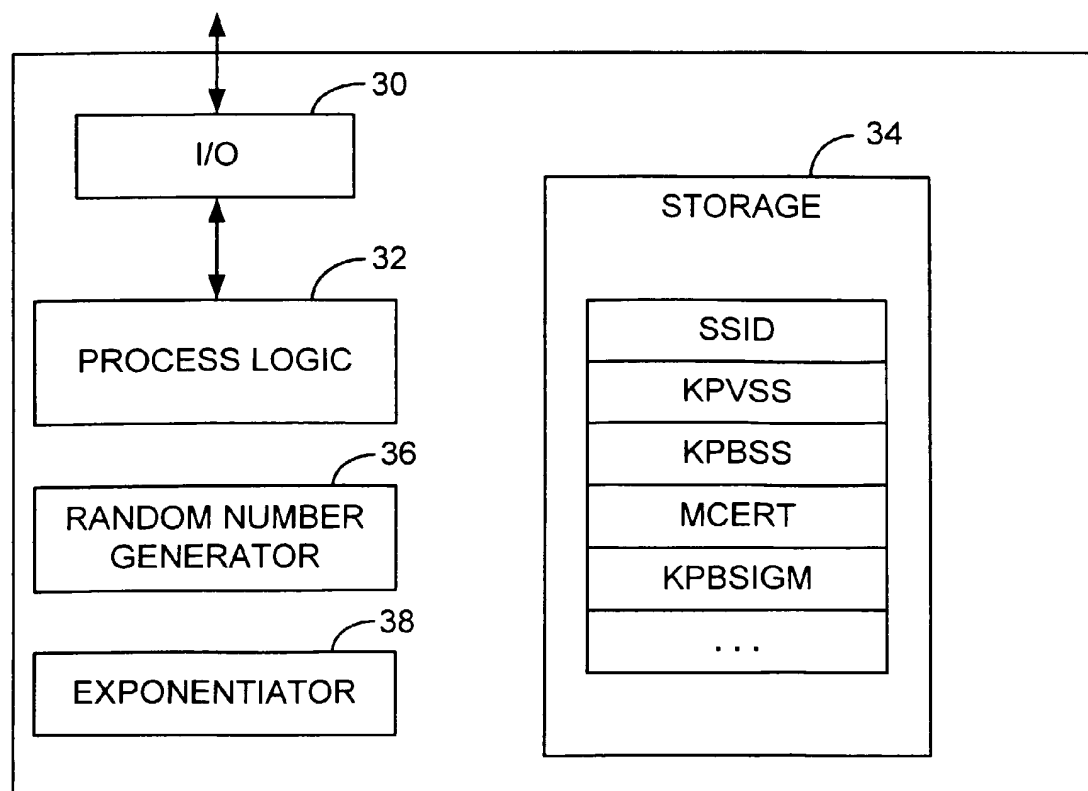 30
I/O
34
STORAGE
32
PROCESS LOGIC
SSID
KPVSS
KPBSS
MCERT
KPBSIGM
. . .
36
RANDOM NUMBER
GENERATOR
38
EXPONENTIATOR